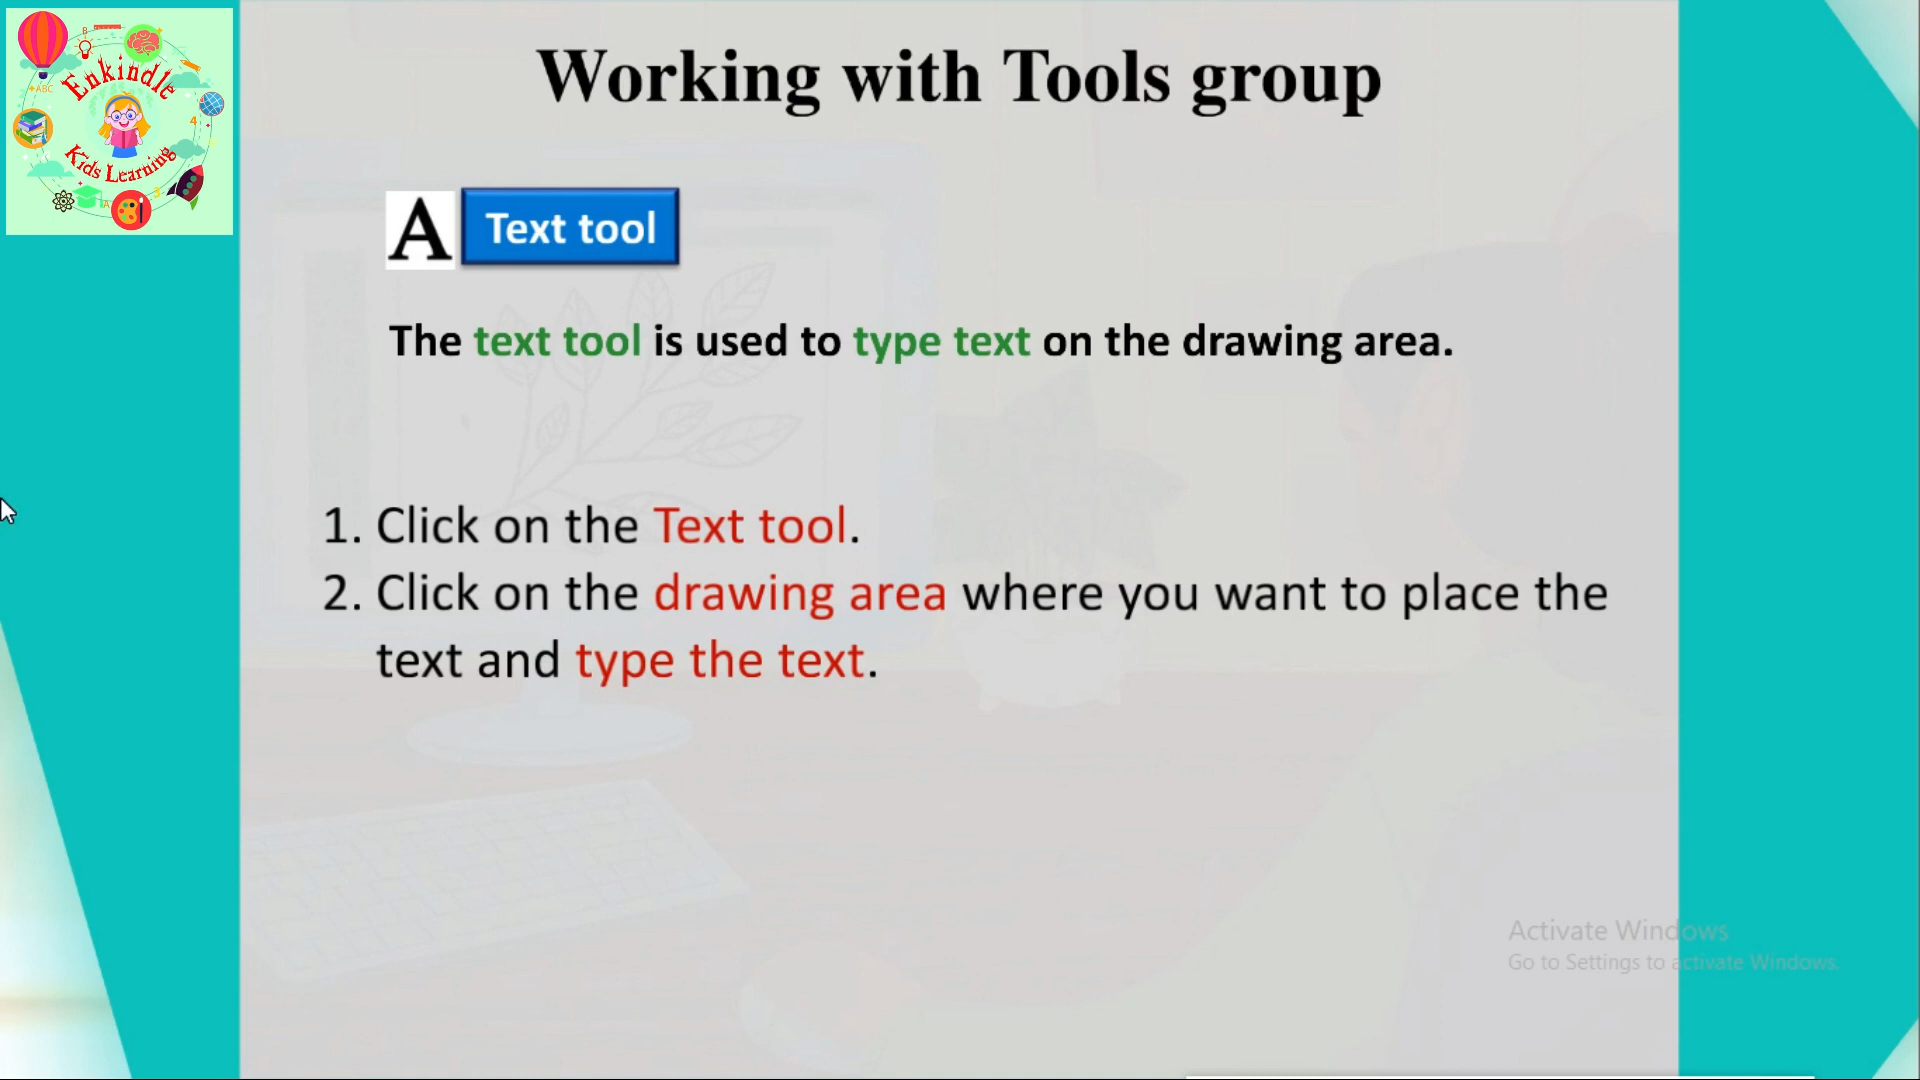 Working with Tools group
Enkindle
Kids Learning
A Text tool
The text tool is used to type text on the drawing area.
1. Click on the Text tool.
2. Click on the drawing area where you want to place the
text and type the text.
Activate Windows
Go to Settings to activate Windows.